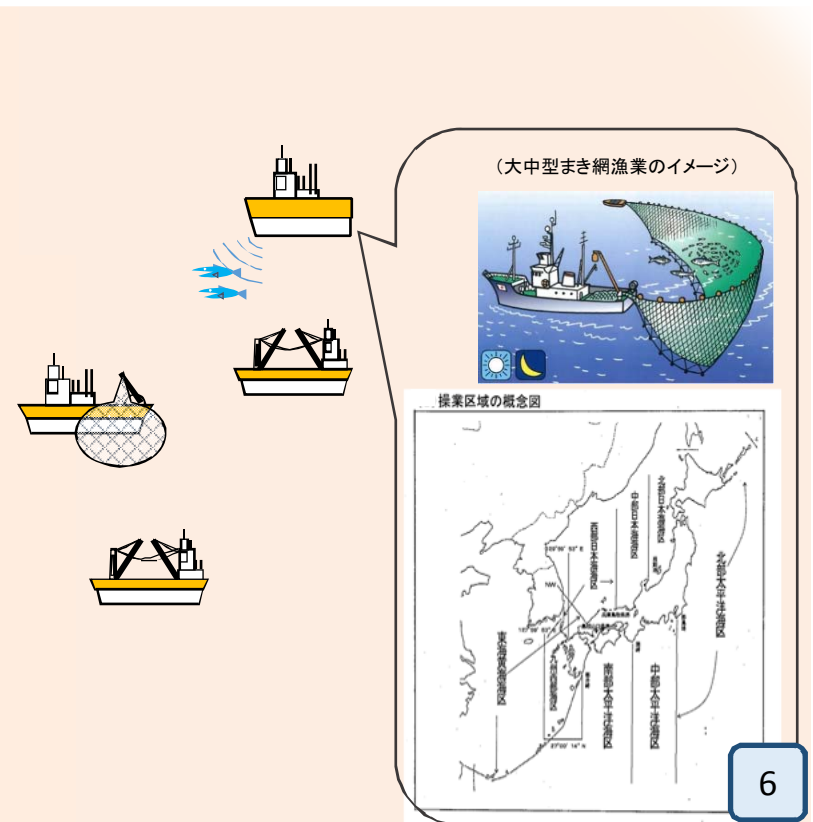 (大中型まき網漁業のイメージ)
操業区域の概念図
北部日本海海区
中部日本海海区
西部日本海海区
北部太平洋海区
NW
東海黄海海区
九州西部海区
南部太平洋海区
中部太平洋海区
6